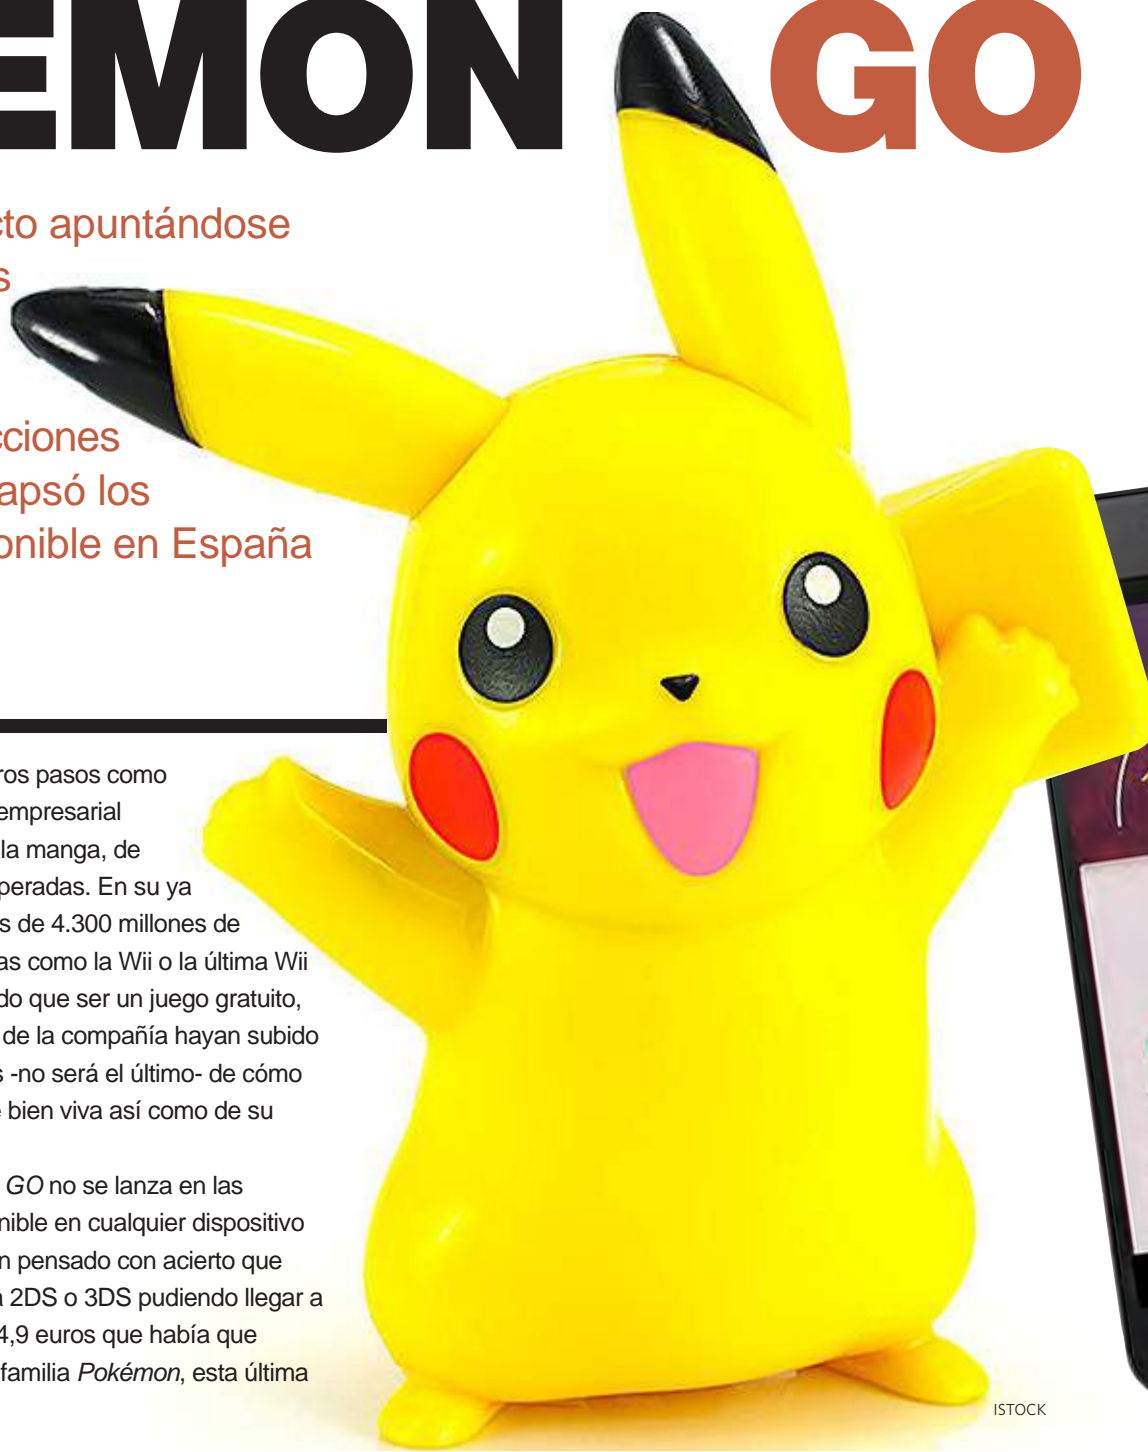 EMON GO
cto apuntándose
s
cciones
apsó los
onible en España
ros pasos como
empresarial
la manga, de
peradas. En su ya
s de 4.300 millones de
as como la Wii o la última Wii
do que ser un juego gratuito,
de la compañía hayan subido
s -no será el último- de cómo
e bien viva así como de su
GO no se lanza en las
nible en cualquier dispositivo
n pensado con acierto que
a 2DS o 3DS pudiendo llegar a
4,9 euros que había que
familia Pokémon, esta última
ISTOCK